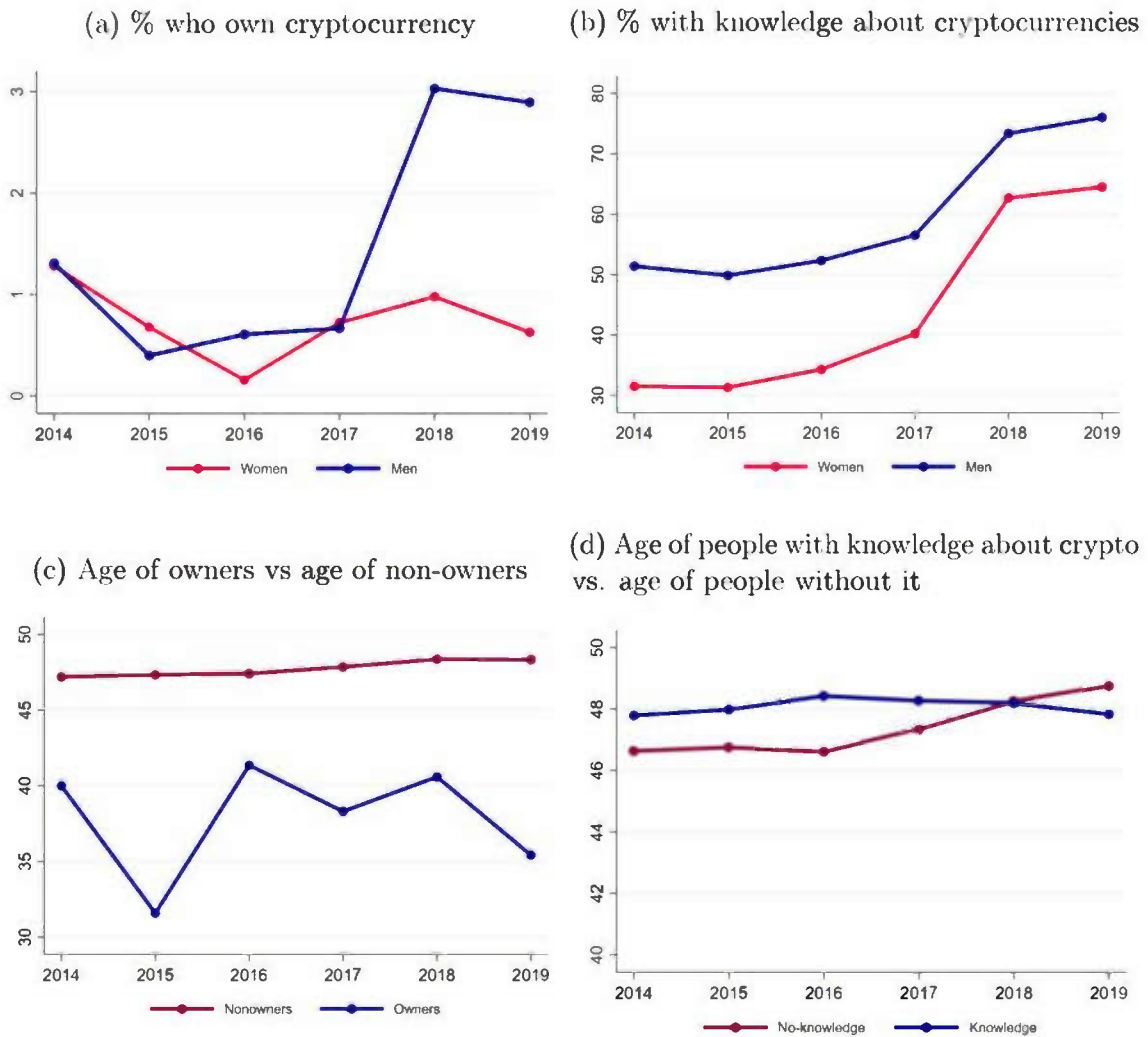 (a) % who own cryptocurrency
3
2
1
0
2014 2015 2016 2017 2018 2019
Women Men
(b) % with knowledge about cryptocurrencies
80
70
60
50
40
30
2014 2015 2016 2017 2018 2019
Women Men
(c) Age of owners vs age of non-owners
50
45
40
35
30
2014 2015 2016 2017 2018 2019
Nonowners Owners
(d) Age of people with knowledge about crypto
vs. age of people without it
50
48
46
44
42
40
2014 2015 2016 2017 2018 2019
No-knowledge Knowledge